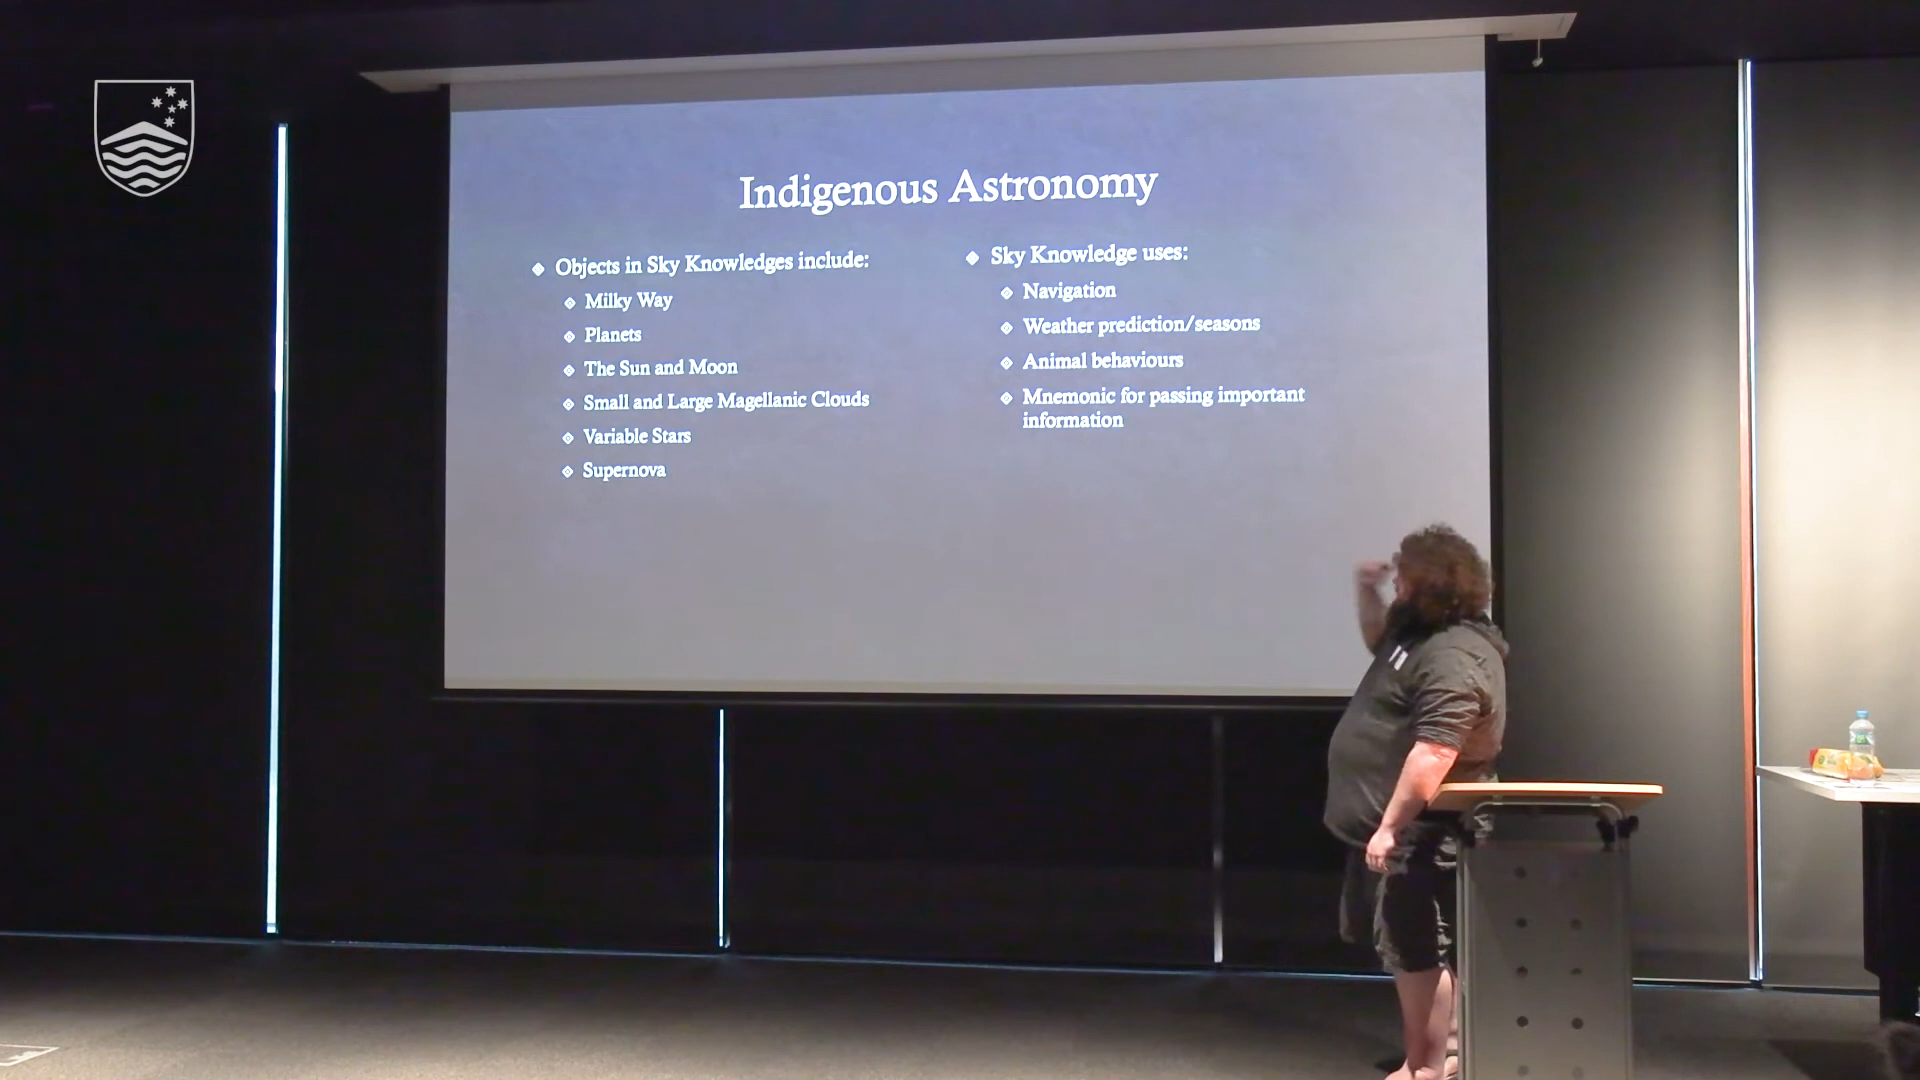 Indigenous Astronomy
Objects in Sky Knowledges include:
Milky Way
Planets
The Sun and Moon
Small and Large Magellanic Clouds
Variable Stars
Supernova
Sky Knowledge uses:
Navigation
Weather prediction/seasons
Animal behaviours
Mnemonic for passing important
information